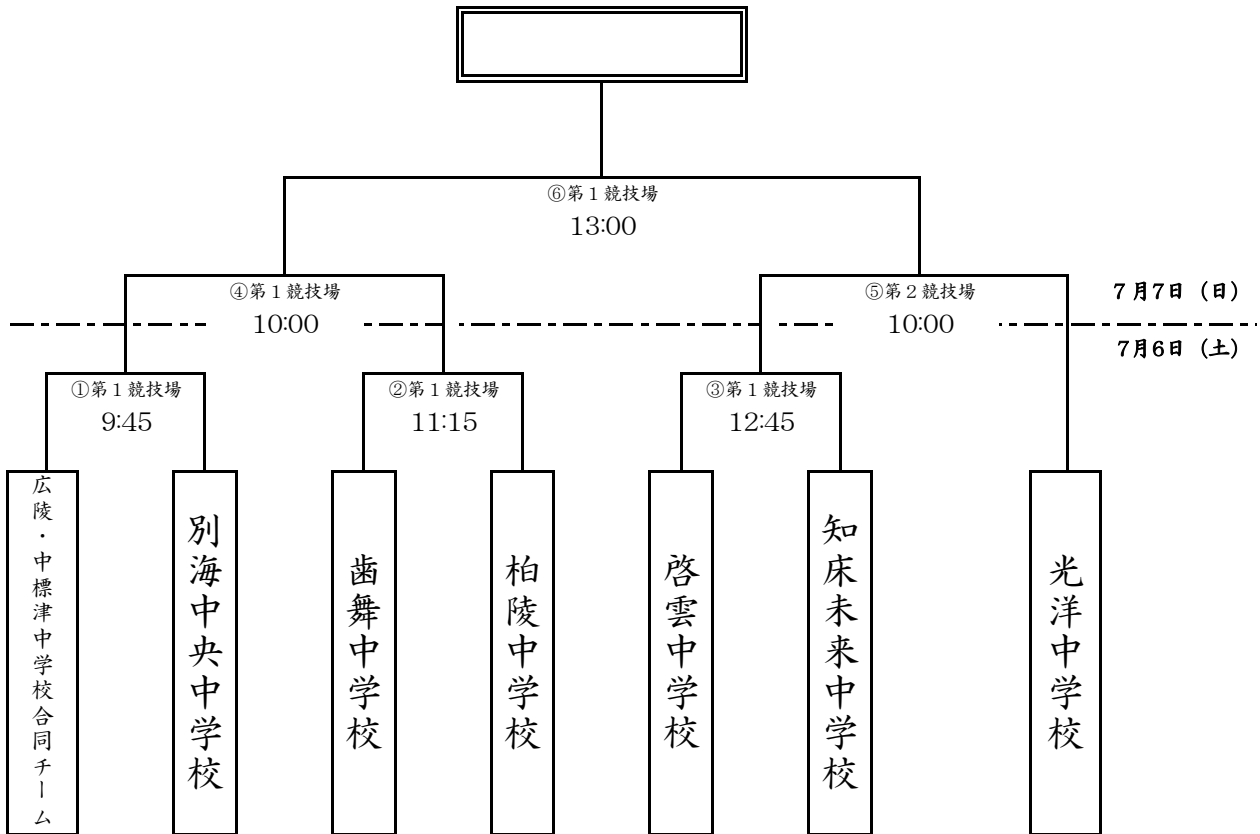 ⑥第1競技場
13:00
④第1競技場
10:00
⑤第2競技場
10:00
7月7日（日）
7月6日（土）
①第1競技場
9:45
②第1競技場
11:15
③第1競技場
12:45
広陵・中標津中学校合同チーム
別海中央中学校
歯舞中学校
柏陵中学校
啓雲中学校
知床未来中学校
光洋中学校